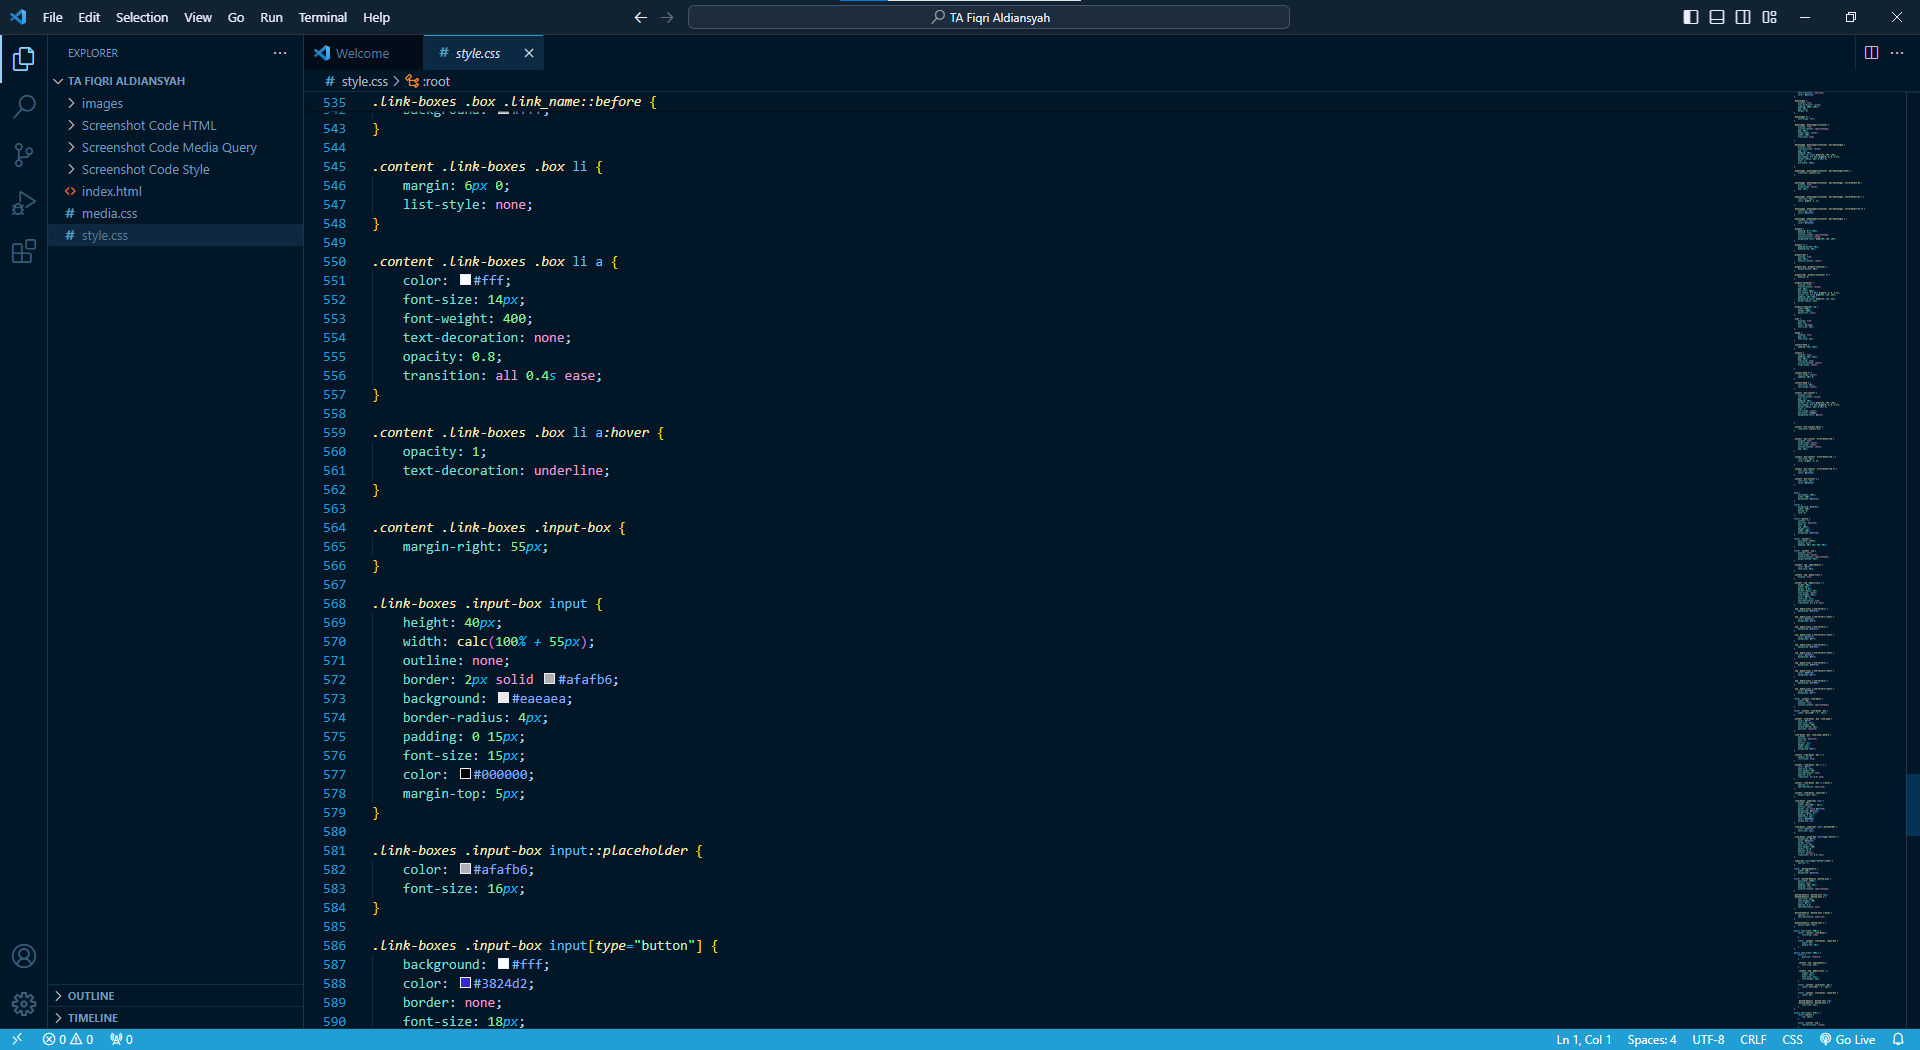 File Edit Selection View Go Run Terminal Help
TA Fiqri Aldiansyah
EXPLORER
TA FIQRI ALDIANSYAH
images
Screenshot Code HTML
Screenshot Code Media Query
Screenshot Code Style
index.html
media.css
style.css
OUTLINE
TIMELINE
Welcome
# style.css
# style.css > :root
535 .link-boxes .box .link_name::before {
543 }
544
545 .content .link-boxes .box li {
546 margin: 6px 0;
547 list-style: none;
548 }
549
550 .content .link-boxes .box li a {
551 color: #fff;
552 font-size: 14px;
553 font-weight: 400;
554 text-decoration: none;
555 opacity: 0.8;
556 transition: all 0.4s ease;
557 }
558
559 .content .link-boxes .box li a:hover {
560 opacity: 1;
561 text-decoration: underline;
562 }
563
564 .content .link-boxes .input-box {
565 margin-right: 55px;
566 }
567
568 .link-boxes .input-box input {
569 height: 40px;
570 width: calc(100% + 55px);
571 outline: none;
572 border: 2px solid #afafb6;
573 background: #eaeaea;
574 border-radius: 4px;
575 padding: 0 15px;
576 font-size: 15px;
577 color: #000000;
578 margin-top: 5px;
579 }
580
581 .link-boxes .input-box input::placeholder {
582 color: #afafb6;
583 font-size: 16px;
584 }
585
586 .link-boxes .input-box input[type="button"] {
587 background: #fff;
588 color: #3824d2;
589 border: none;
590 font-size: 18px;
0 0 0 Ln 1, Col 1 Spaces: 4 UTF-8 CRLF CSS Go Live